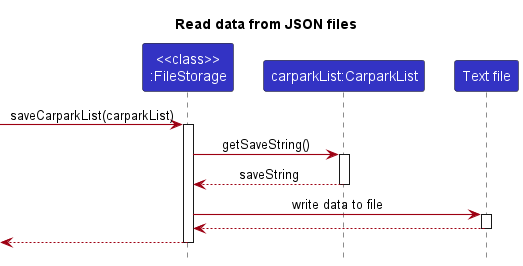 Read data from JSON files
<<class>>
:FileStorage
carparkList:CarparkList
Text file
saveCarparkList(carparkList)
getSaveString()
saveString
write data to file